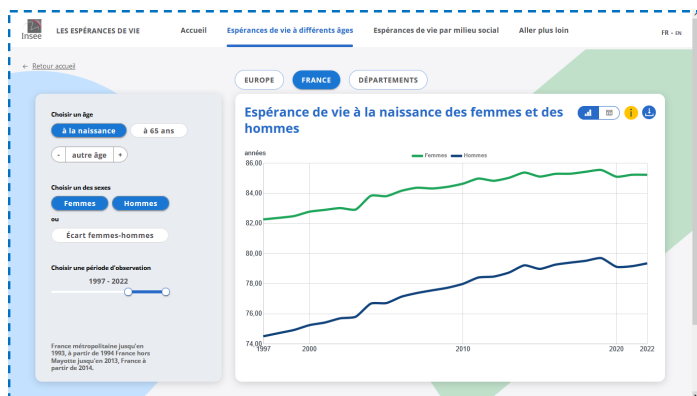 Insee
LES ESPÉRANCES DE VIE
Accueil
Espérances de vie à différents âges
Espérances de vie par milieu social
Aller plus loin
FR - EN
← Retour accueil
EUROPE
FRANCE
DÉPARTEMENTS
Choisir un âge
à la naissance
à 65 ans
- autre âge +
Choisir un des sexes
Femmes
Hommes
ou
Écart femmes-hommes
Choisir une période d'observation
1997 - 2022
France métropolitaine jusqu'en
1993, à partir de 1994 France hors
Mayotte jusqu'en 2013, France à
partir de 2014.
Espérance de vie à la naissance des femmes et des
hommes
i
années
Femmes
Hommes
86,00
84,00
82,00
80,00
78,00
76,00
74,00
1997
2000
2010
2020
2022